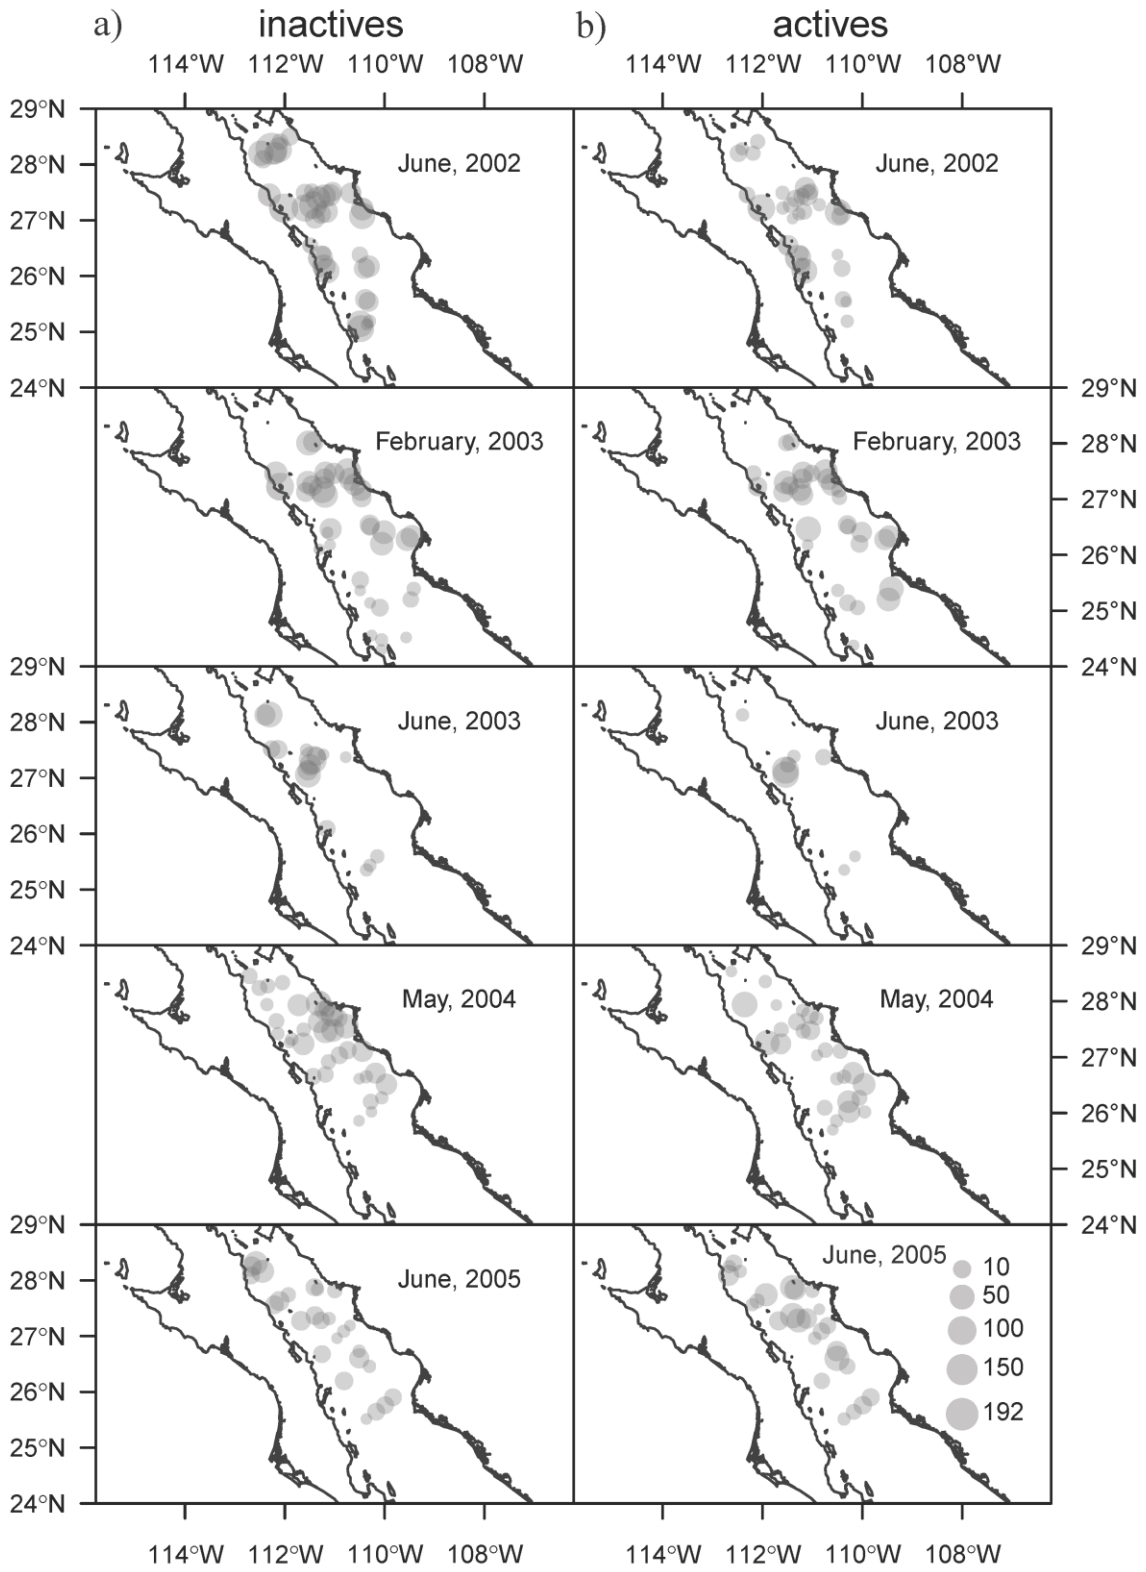 a) inactives b) actives
114°W 112°W 110°W 108°W 114°W 112°W 110°W 108°W
29°N
28°N June, 2002 June, 2002
27°N
26°N
25°N
24°N 29°N
February, 2003 February, 2003 28°N
27°N
26°N
25°N
29°N 24°N
28°N June, 2003 June, 2003
27°N
26°N
25°N
24°N 29°N
May, 2004 May, 2004 28°N
27°N
26°N
25°N
29°N 24°N
June, 2005 10
28°N June, 2005 50
100
27°N
150
26°N 192
25°N
24°N
114°W 112°W 110°W 108°W 114°W 112°W 110°W 108°W